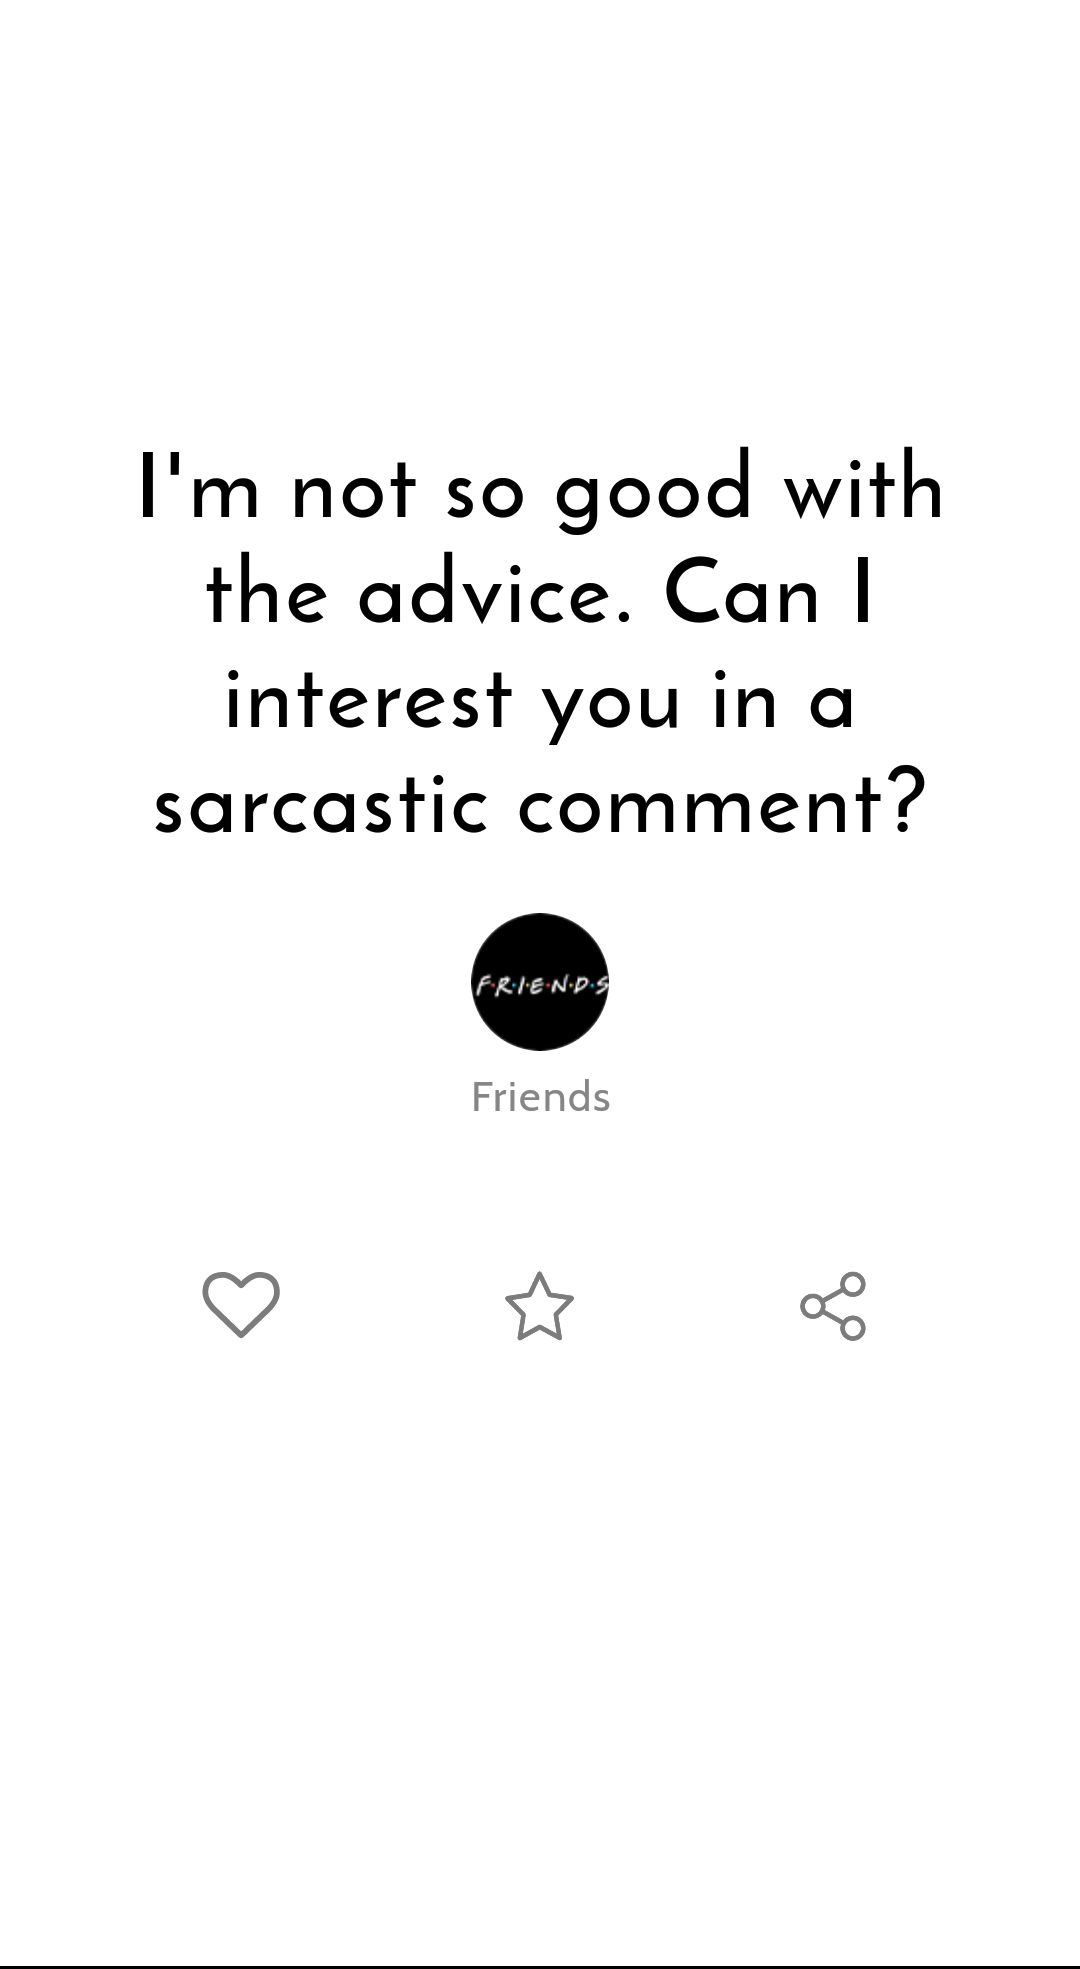 I'm not so good with
the advice. Can I
interest you in a
sarcastic comment?
F·R·I·E·N·D·S
Friends